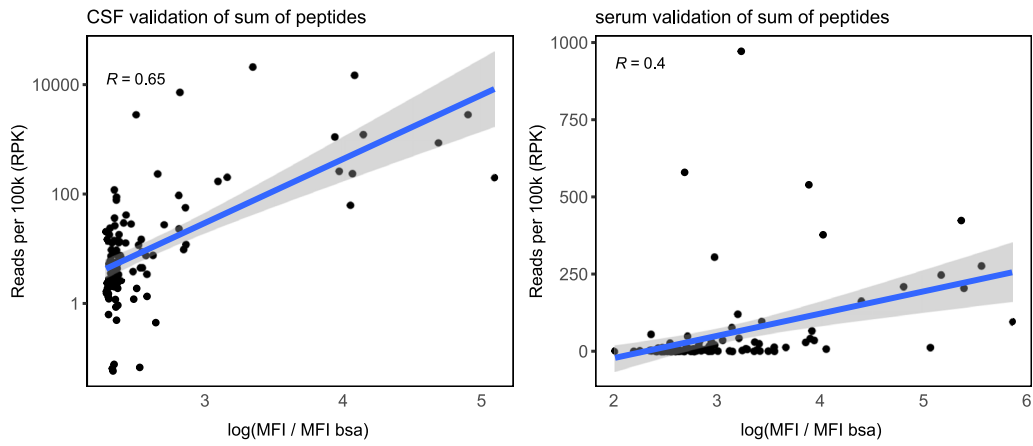 CSF validation of sum of peptides
R = 0.65
10000
100
1
Reads per 100k (RPK)
3
4
5
log(MFI / MFI bsa)
serum validation of sum of peptides
R = 0.4
1000
750
500
250
0
Reads per 100k (RPK)
2
3
4
5
6
log(MFI / MFI bsa)